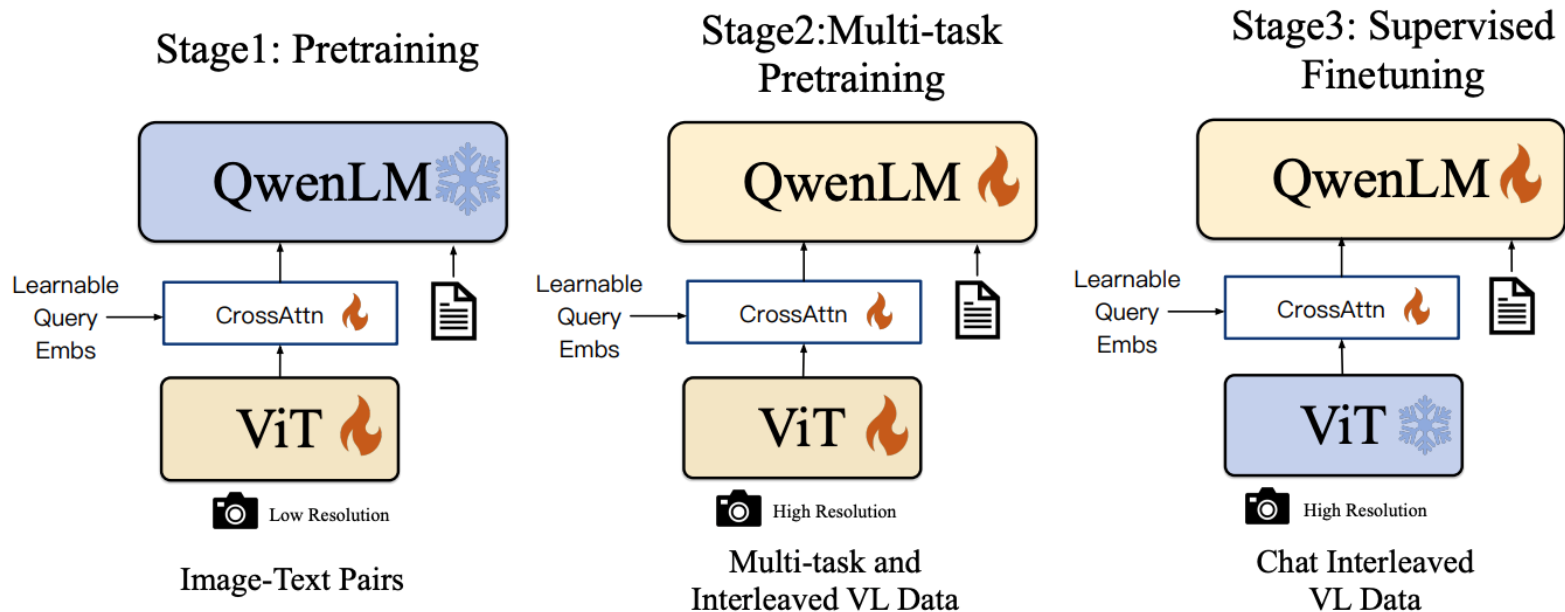 Stage1: Pretraining
QwenLM
Learnable
Query
Embs
CrossAttn
ViT
Low Resolution
Image-Text Pairs
Stage2:Multi-task
Pretraining
QwenLM
Learnable
Query
Embs
CrossAttn
ViT
High Resolution
Multi-task and
Interleaved VL Data
Stage3: Supervised
Finetuning
QwenLM
Learnable
Query
Embs
CrossAttn
ViT
High Resolution
Chat Interleaved
VL Data